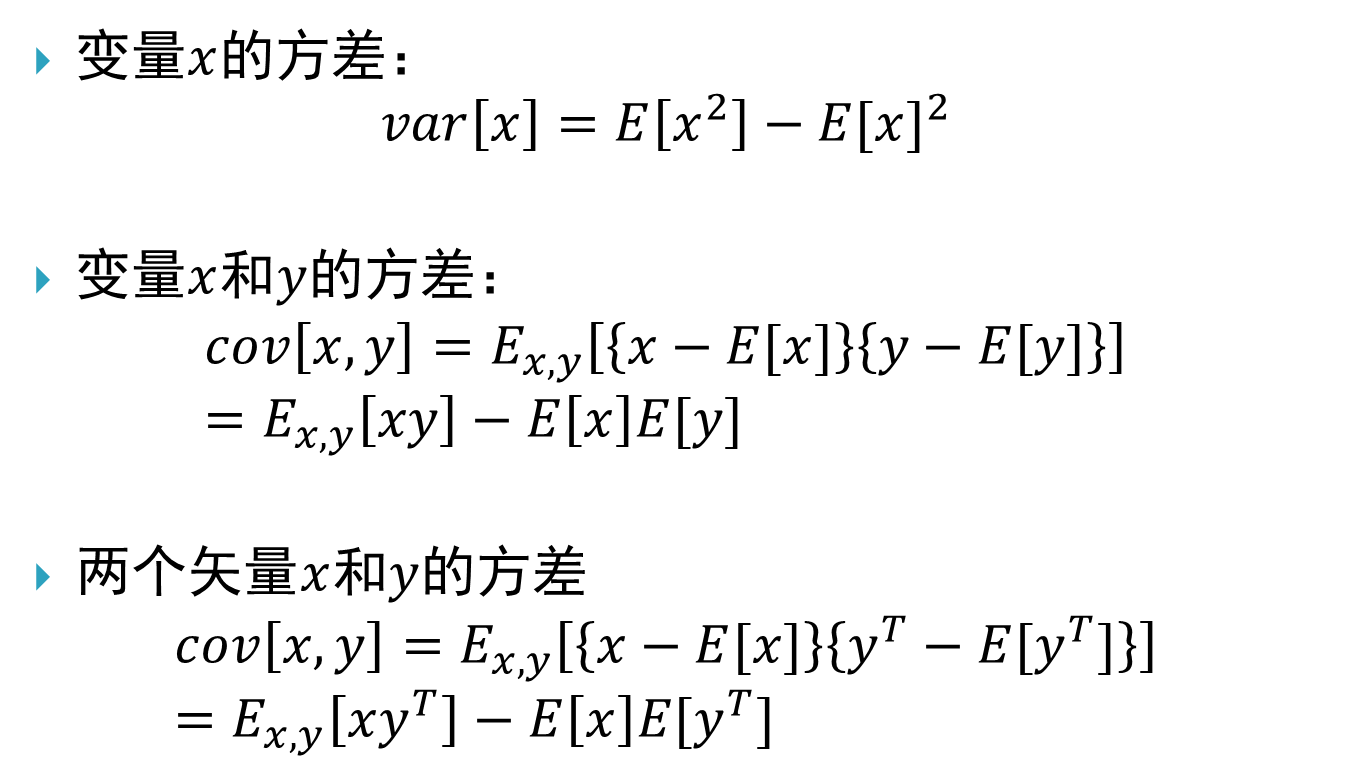 变量𝑥的方差：
𝑣𝑎𝑟[𝑥] = 𝐸[𝑥²] − 𝐸[𝑥]²
变量𝑥和𝑦的方差：
𝑐𝑜𝑣[𝑥, 𝑦] = 𝐸_{𝑥,𝑦}[{𝑥 − 𝐸[𝑥]}{𝑦 − 𝐸[𝑦]}]
= 𝐸_{𝑥,𝑦}[𝑥𝑦] − 𝐸[𝑥]𝐸[𝑦]
两个矢量𝑥和𝑦的方差
𝑐𝑜𝑣[𝑥, 𝑦] = 𝐸_{𝑥,𝑦}[{𝑥 − 𝐸[𝑥]}{𝑦^𝑇 − 𝐸[𝑦^𝑇]}]
= 𝐸_{𝑥,𝑦}[𝑥𝑦^𝑇] − 𝐸[𝑥]𝐸[𝑦^𝑇]